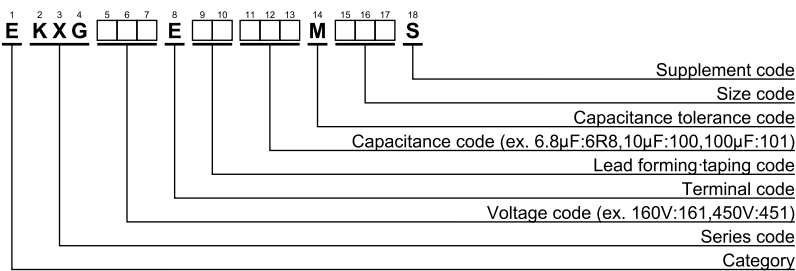 1 2 3 4 5 6 7 8 9 10 11 12 13 14 15 16 17 18
E KXG E M S
Supplement code
Size code
Capacitance tolerance code
Capacitance code (ex. 6.8µF:6R8,10µF:100,100µF:101)
Lead forming·taping code
Terminal code
Voltage code (ex. 160V:161,450V:451)
Series code
Category